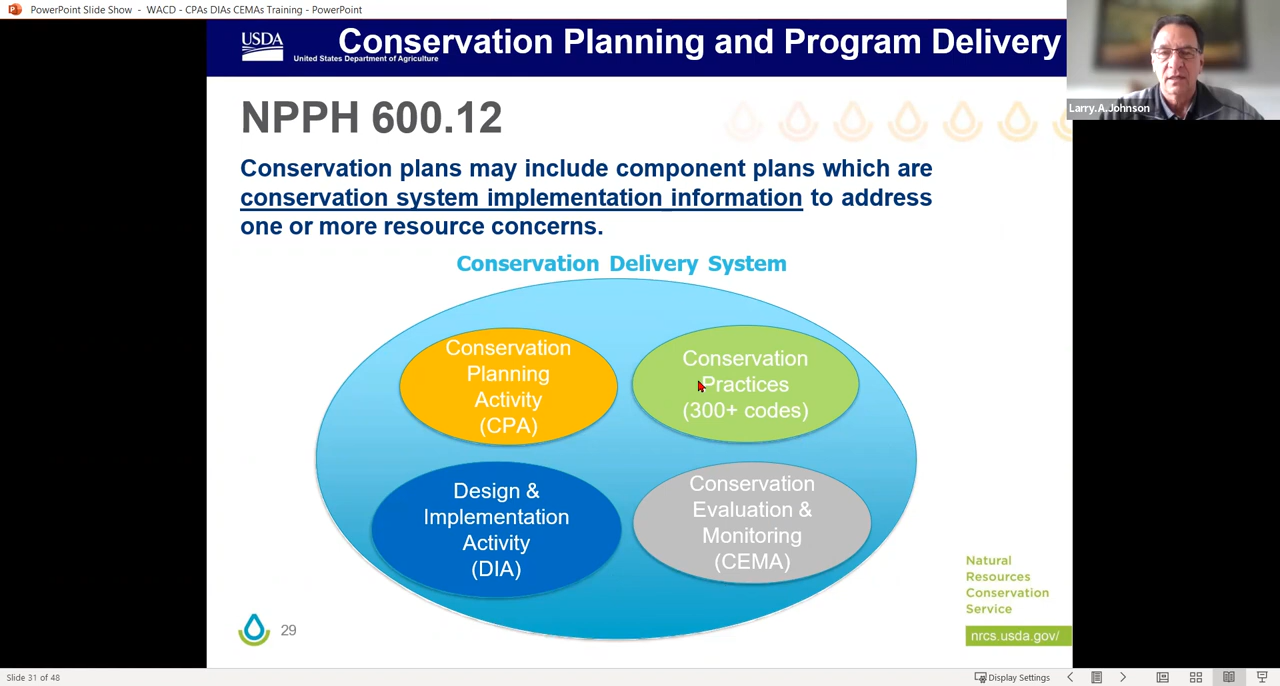 PowerPoint Slide Show - WACD - CPAs DIAs CEMAs Training - PowerPoint
USDA
United States Department of Agriculture
Conservation Planning and Program Delivery
Larry.A.Johnson
NPPH 600.12
Conservation plans may include component plans which are
conservation system implementation information to address
one or more resource concerns.
Conservation Delivery System
Conservation
Planning
Activity
(CPA)
Conservation
Practices
(300+ codes)
Design &
Implementation
Activity
(DIA)
Conservation
Evaluation &
Monitoring
(CEMA)
Natural
Resources
Conservation
Service
nrcs.usda.gov/
29
Slide 31 of 48
Display Settings